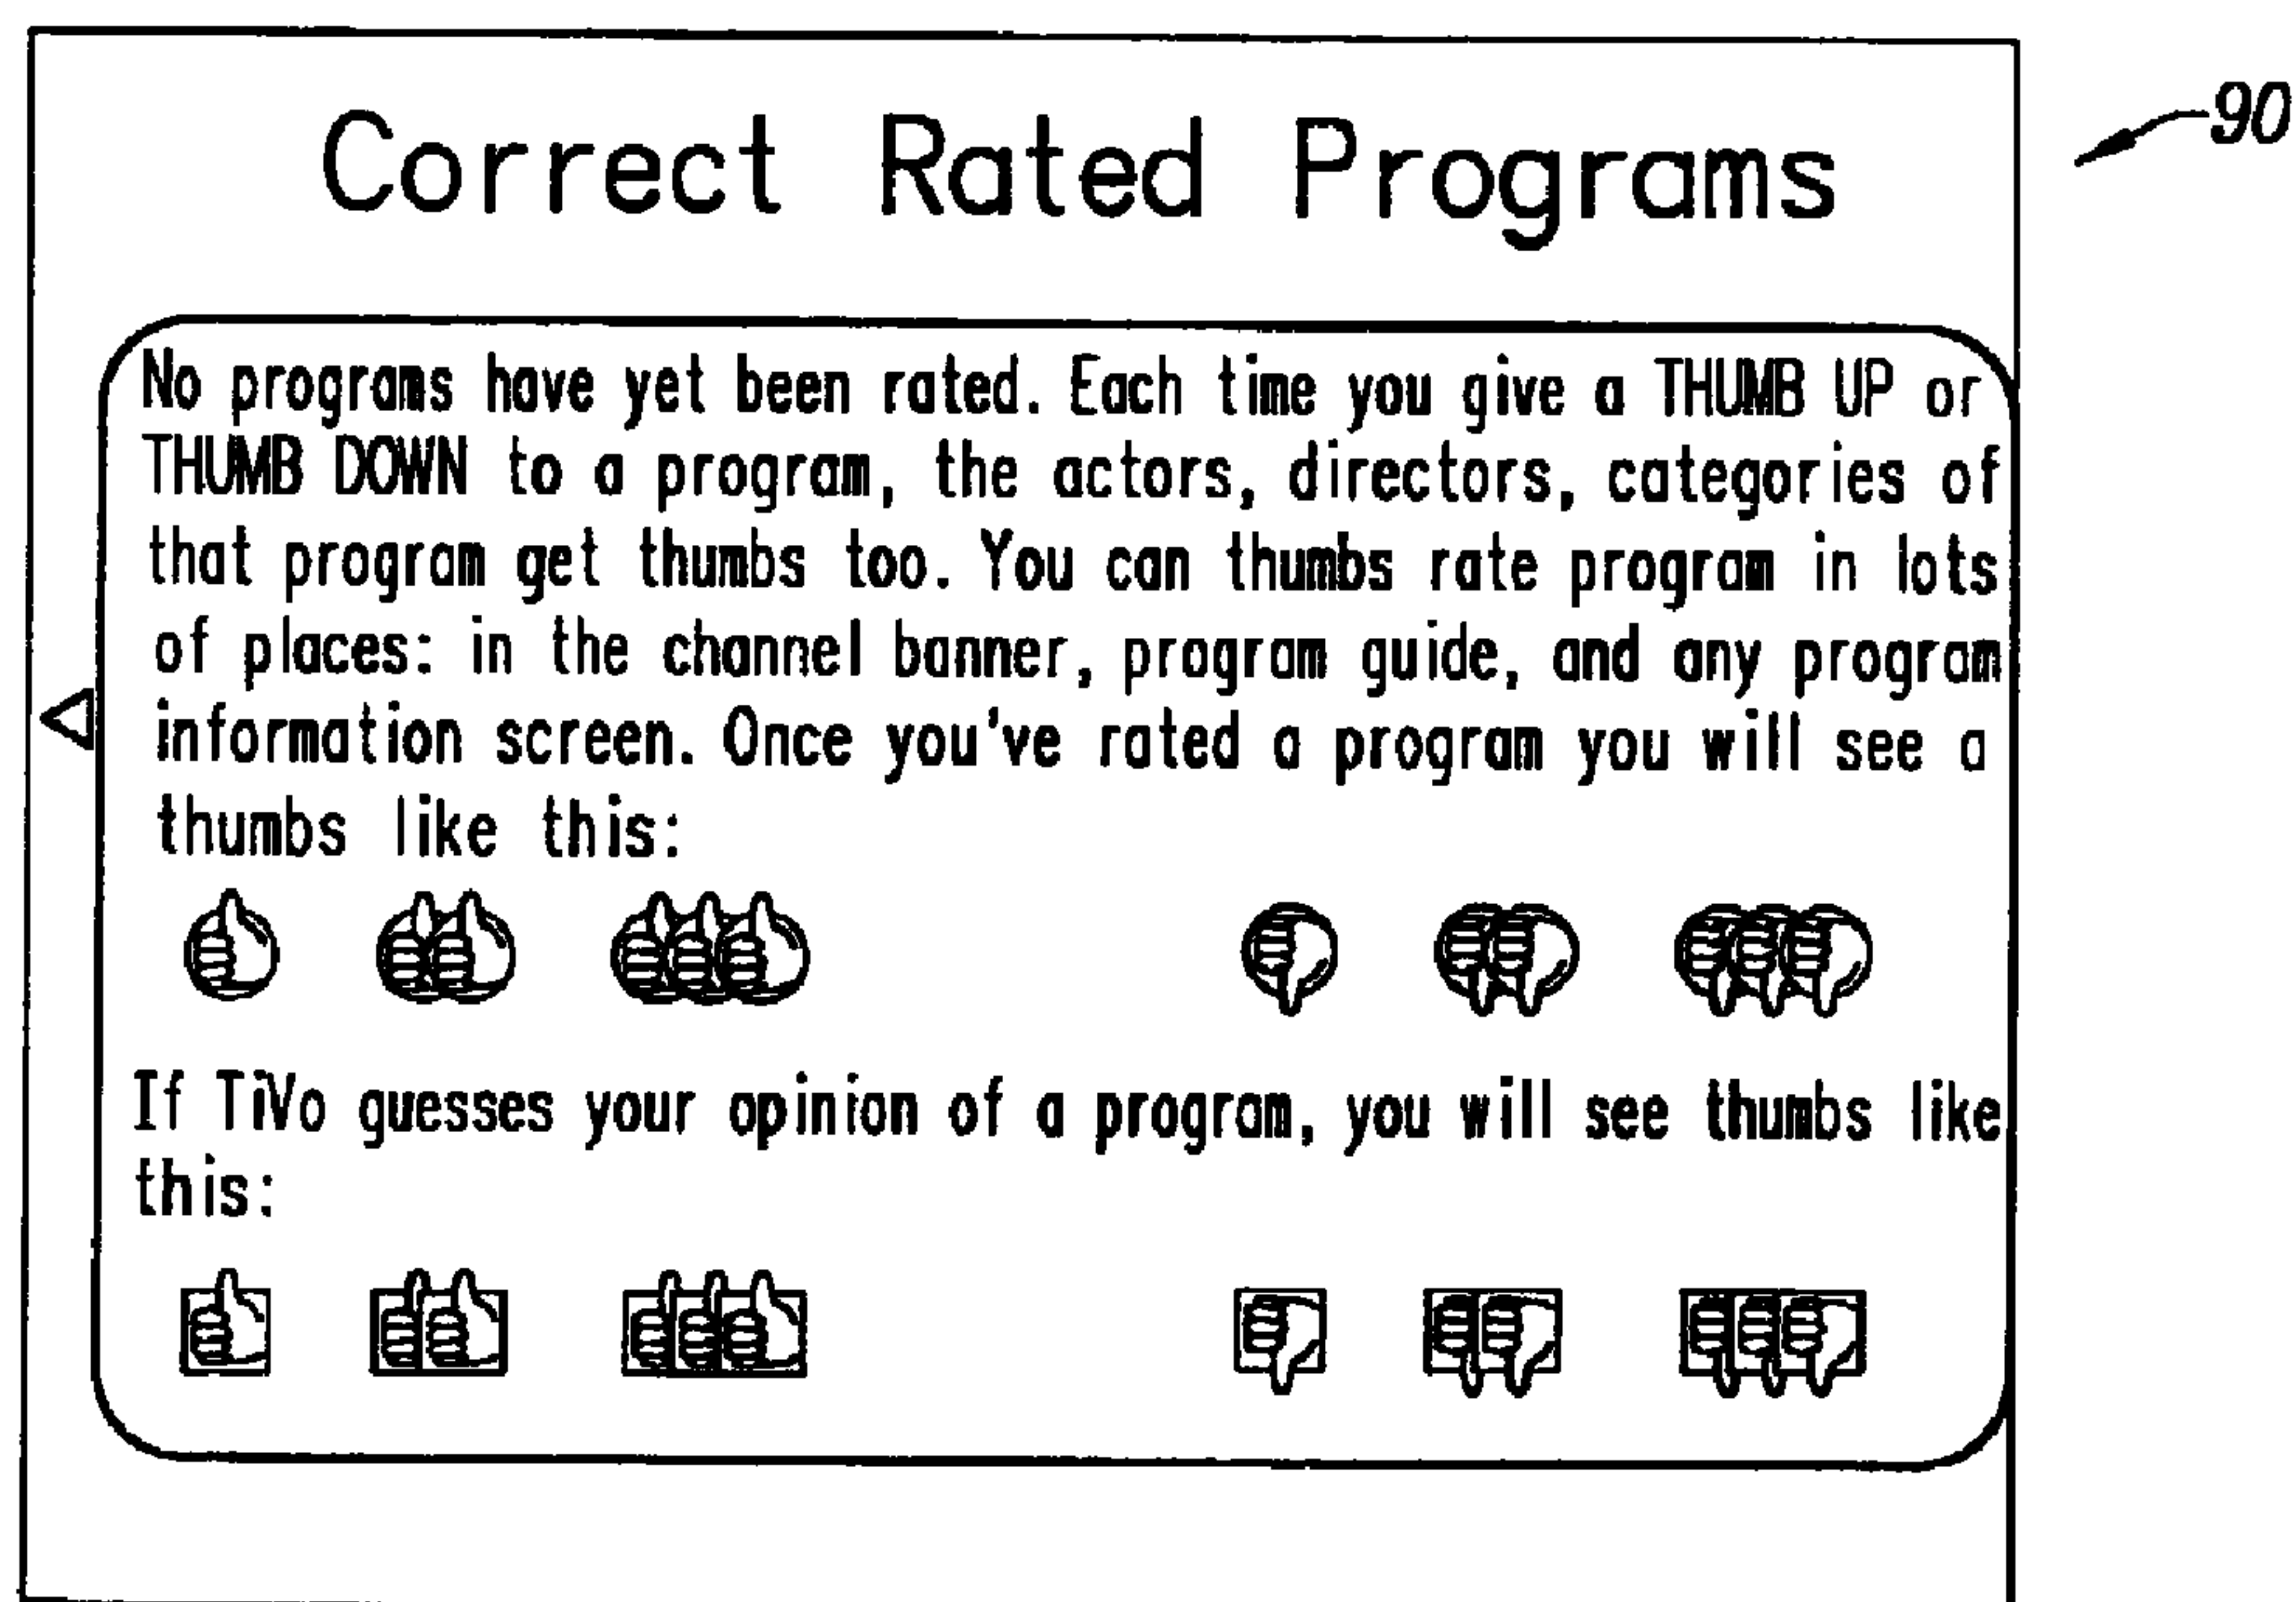 Correct Rated Programs
90
No programs have yet been rated. Each time you give a THUMB UP or
THUMB DOWN to a program, the actors, directors, categories of
that program get thumbs too. You can thumbs rate program in lots
of places: in the channel banner, program guide, and any program
information screen. Once you've rated a program you will see a
thumbs like this:
If TiVo guesses your opinion of a program, you will see thumbs like
this: